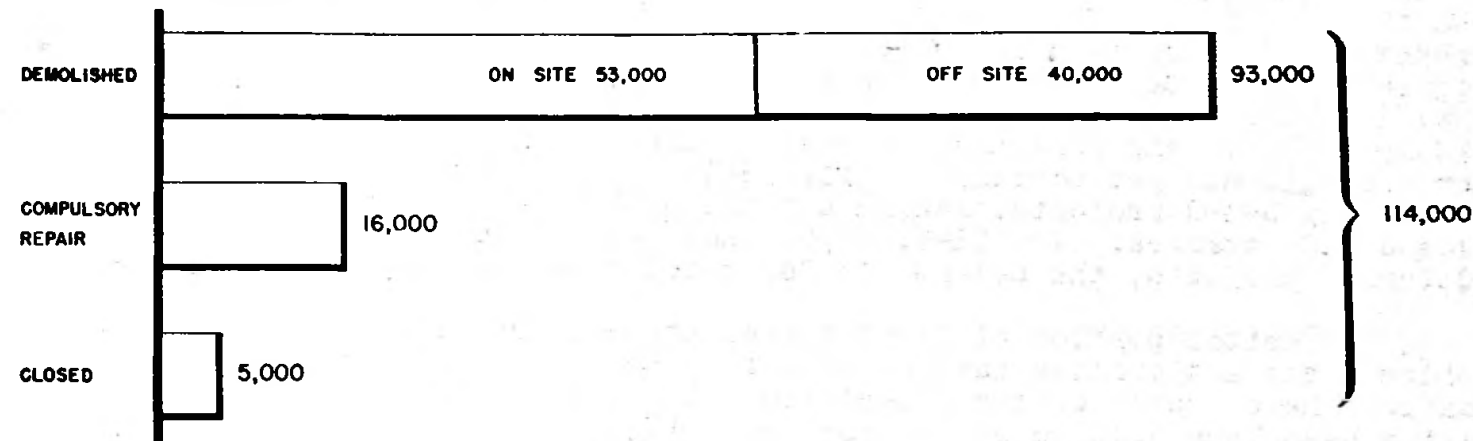 DEMOLISHED
ON SITE 53,000
OFF SITE 40,000
93,000
COMPULSORY
REPAIR
16,000
114,000
CLOSED
5,000